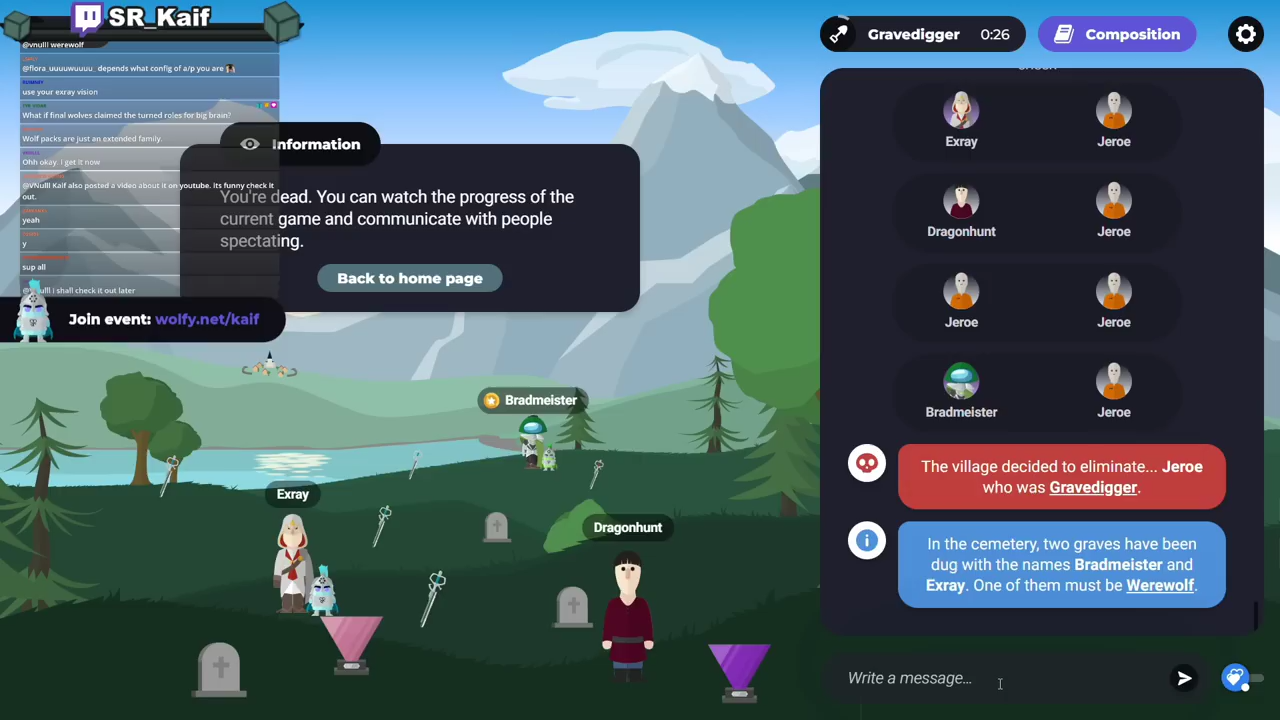 SR_Kaif
@vnulll werewolf
@flora_uuuuwuuuu_ depends what config of a/p you are
use your exray vision
What if final wolves claimed the turned roles for big brain?
Wolf packs are just an extended family.
Ohh okay. i get it now
@VNulll Kaif also posted a video about it on youtube. its funny check it
out.
yeah
y
sup all
i shall check it out later
Join event: wolfy.net/kaif
Information
You're dead. You can watch the progress of the
current game and communicate with people
spectating.
Back to home page
Bradmeister
Exray
Dragonhunt
Gravedigger 0:26
Composition
Exray Jeroe
Dragonhunt Jeroe
Jeroe Jeroe
Bradmeister Jeroe
The village decided to eliminate... Jeroe
who was Gravedigger.
In the cemetery, two graves have been
dug with the names Bradmeister and
Exray. One of them must be Werewolf.
Write a message...